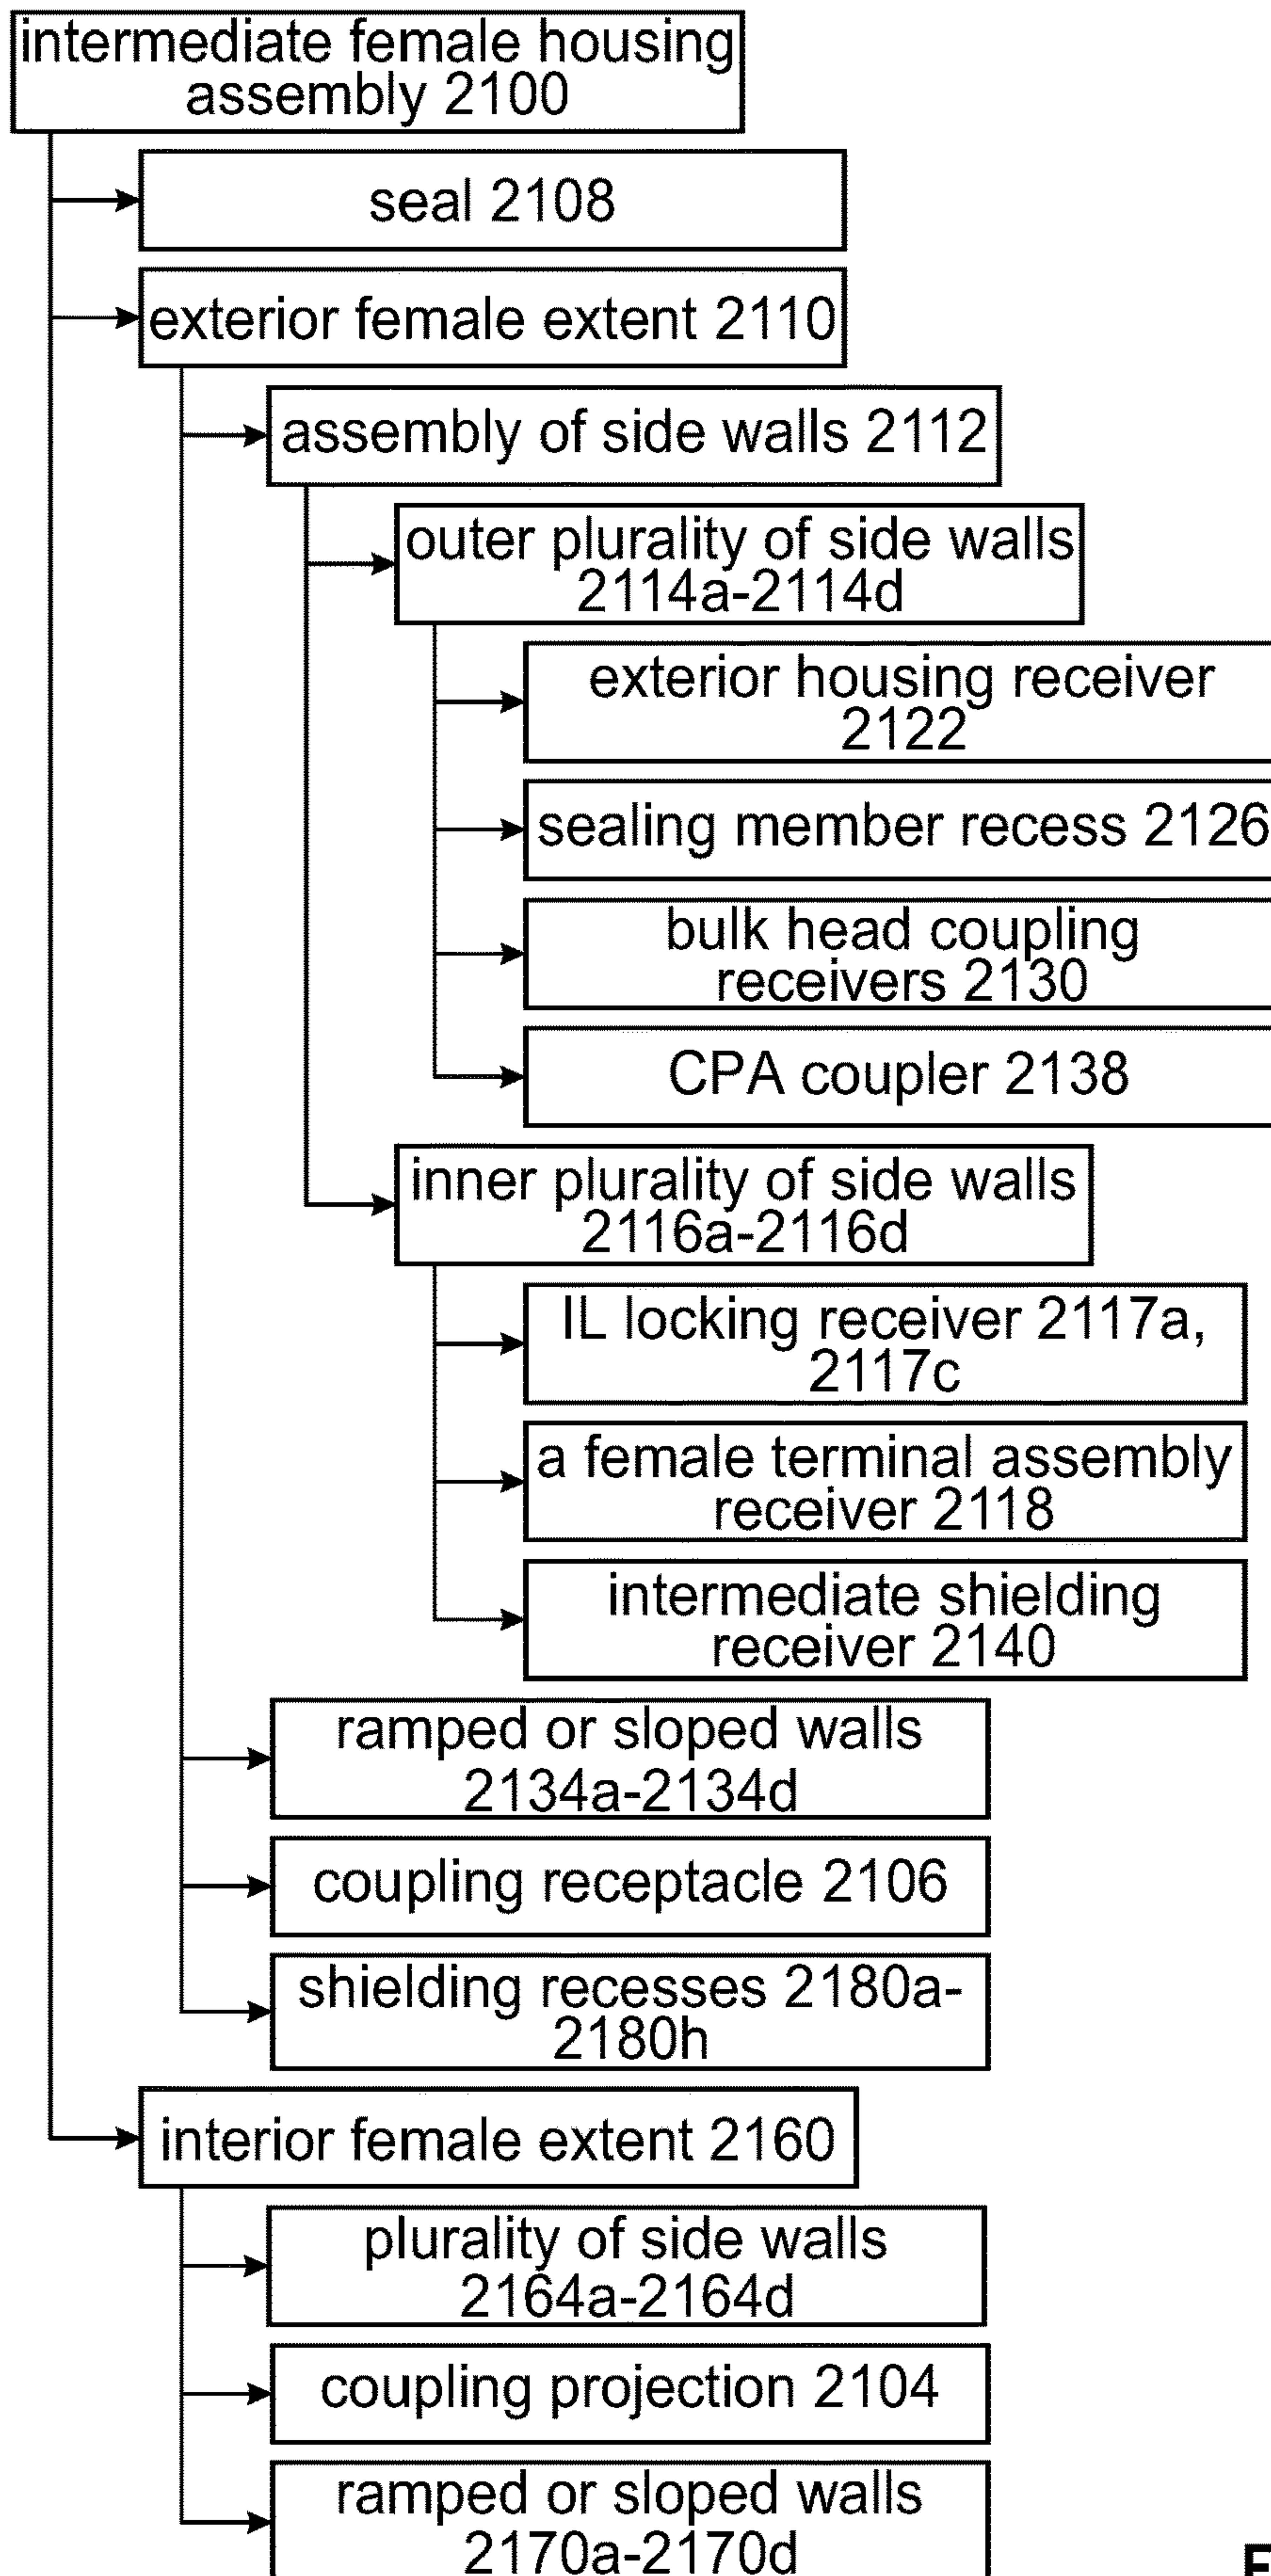 intermediate female housing
assembly 2100
seal 2108
exterior female extent 2110
assembly of side walls 2112
outer plurality of side walls
2114a-2114d
exterior housing receiver
2122
sealing member recess 2126
bulk head coupling
receivers 2130
CPA coupler 2138
inner plurality of side walls
2116a-2116d
IL locking receiver 2117a,
2117c
a female terminal assembly
receiver 2118
intermediate shielding
receiver 2140
ramped or sloped walls
2134a-2134d
coupling receptacle 2106
shielding recesses 2180a-
2180h
interior female extent 2160
plurality of side walls
2164a-2164d
coupling projection 2104
ramped or sloped walls
2170a-2170d